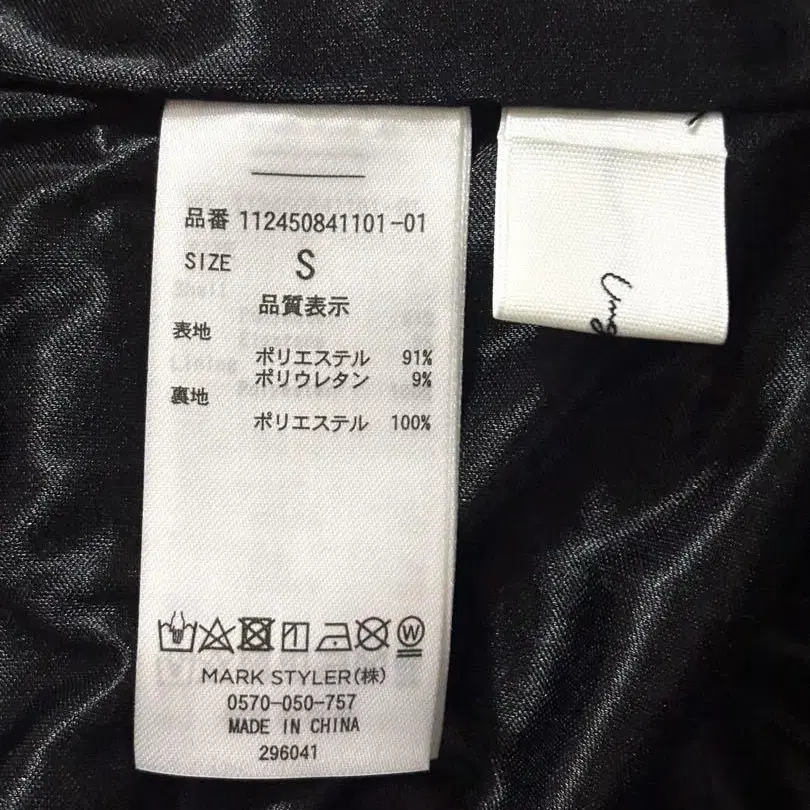 品番 112450841101-01
SIZE S
品質表示
表地
ポリエステル 91%
ポリウレタン 9%
裏地
ポリエステル 100%
W
MARK STYLER(株)
0570-050-757
MADE IN CHINA
296041
Ung